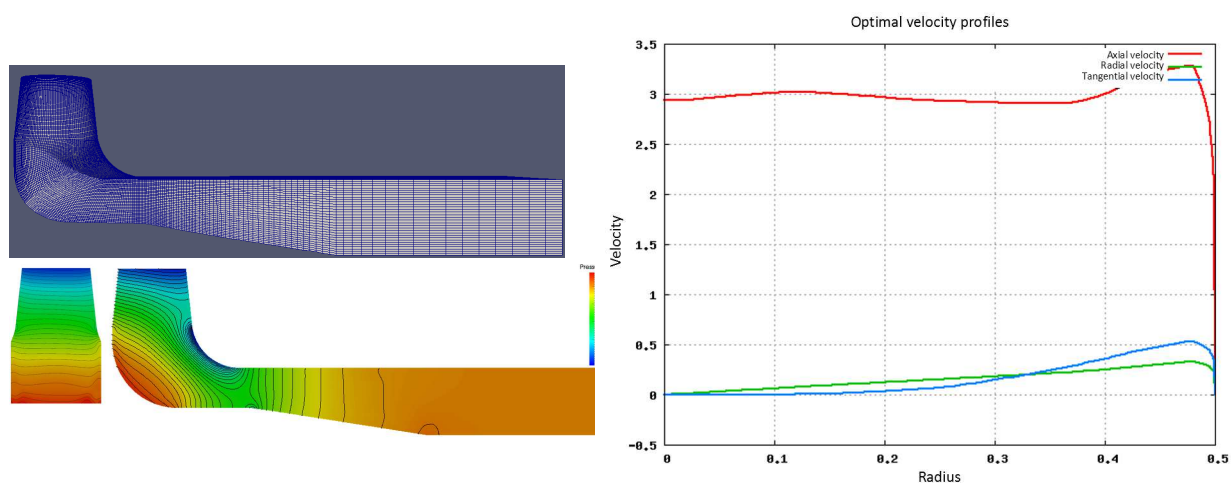 Optimal velocity profiles
3.5
Axial velocity
Radial velocity
Tangential velocity
3
2.5
2
1.5
1
0.5
0
-0.5
Velocity
0 0.1 0.2 0.3 0.4 0.5
Radius
Press